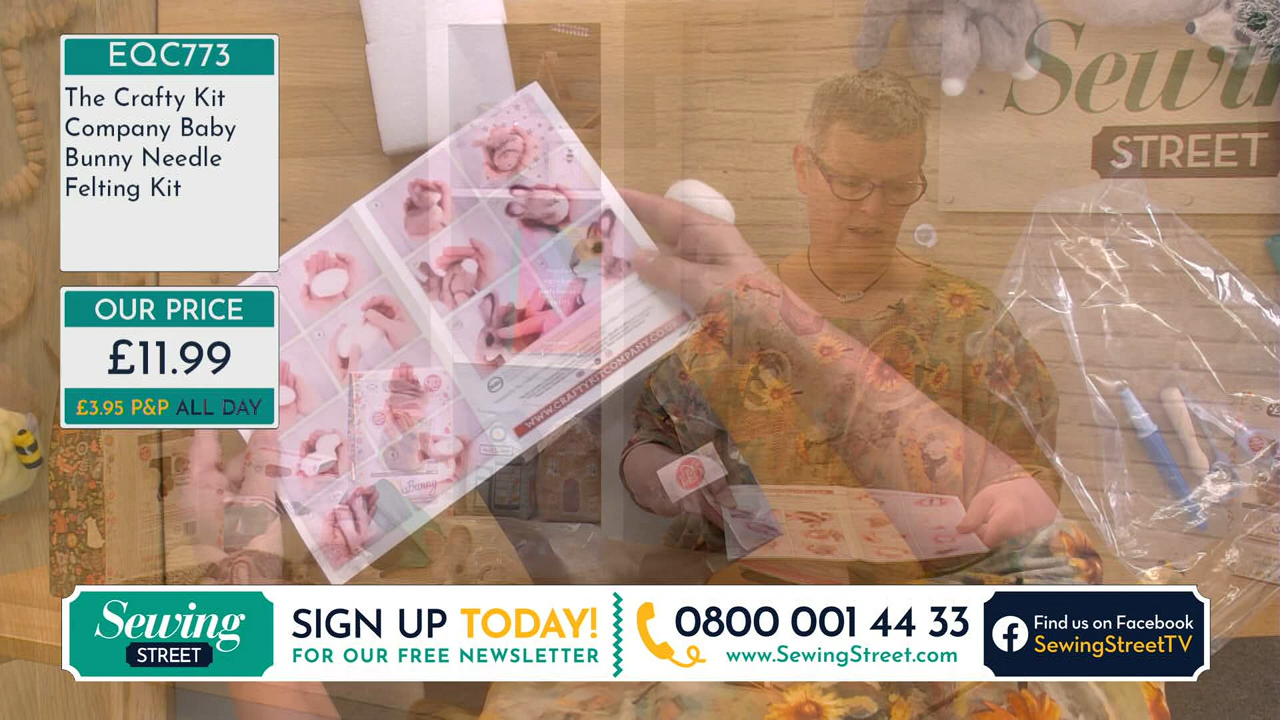 EQC773
The Crafty Kit
Company Baby
Bunny Needle
Felting Kit
OUR PRICE
£11.99
£3.95 P&P ALL DAY
Sewi
STREET
WWW.CRAFTYKITCOMPANY.CO
Bunny
Sewing
STREET
SIGN UP TODAY!
FOR OUR FREE NEWSLETTER
0800 001 44 33
www.SewingStreet.com
Find us on Facebook
SewingStreetTV